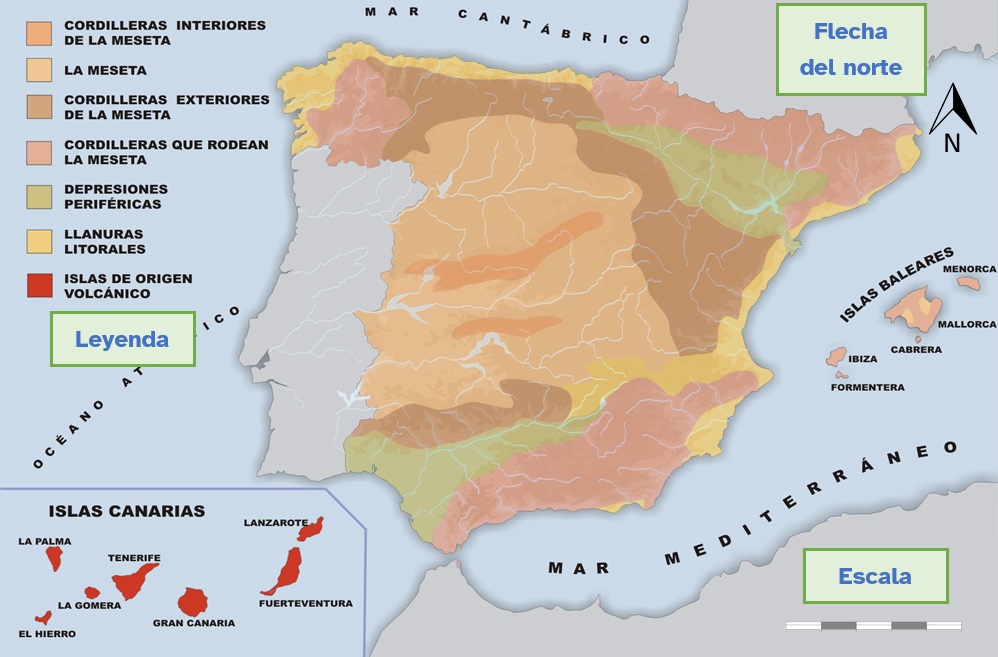 CORDILLERAS INTERIORES
DE LA MESETA
LA MESETA
CORDILLERAS EXTERIORES
DE LA MESETA
CORDILLERAS QUE RODEAN
LA MESETA
DEPRESIONES
PERIFÉRICAS
LLANURAS
LITORALES
ISLAS DE ORIGEN
VOLCÁNICO
Leyenda
MAR CANTÁBRICO
Flecha
del norte
N
OCÉANO AT ICO
ISLAS BALEARES
MENORCA
MALLORCA
CABRERA
IBIZA
FORMENTERA
MAR MEDITERRÁNEO
Escala
ISLAS CANARIAS
LANZAROTE
LA PALMA
TENERIFE
LA GOMERA
FUERTEVENTURA
GRAN CANARIA
EL HIERRO